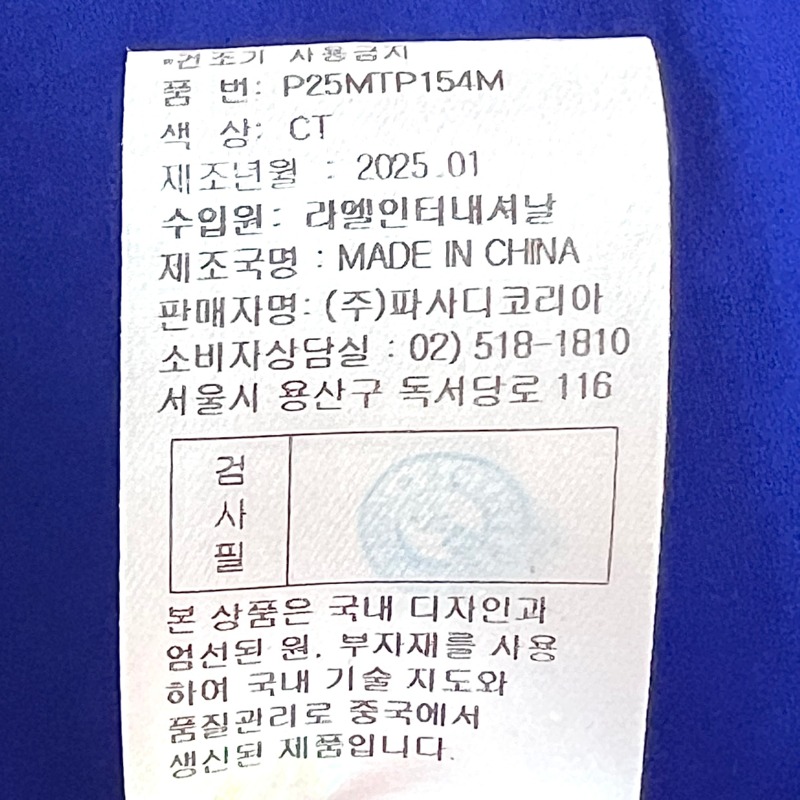 *건조기 사용금지
품 번: P25MTP154M
색 상: CT
제조년월 : 2025.01
수입원: 라엘인터내셔날
제조국명 : MADE IN CHINA
판매자명: (주)파사디코리아
소비자상담실 : 02) 518-1810
서울시 용산구 독서당로 116
검
사
필
본 상품은 국내 디자인과
엄선된 원, 부자재를 사용
하여 국내 기술 지도와
품질관리로 중국에서
생신된 제품입니다.